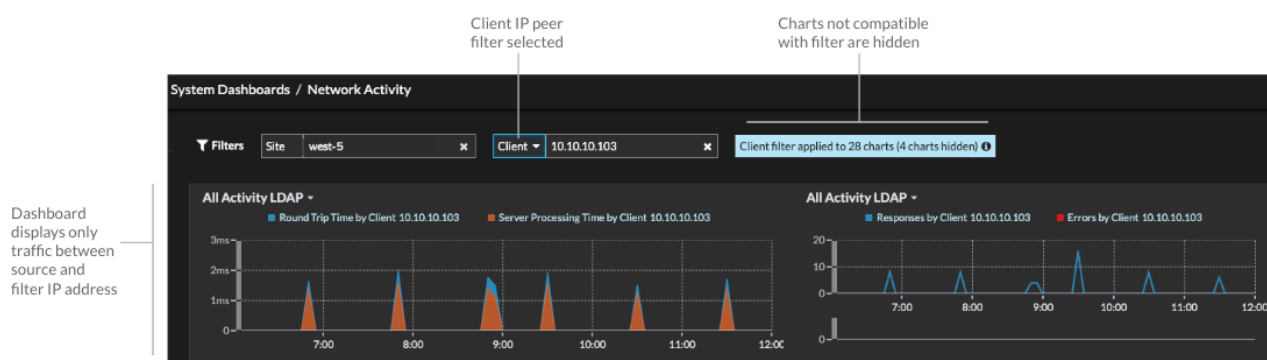 Client IP peer
filter selected
Charts not compatible
with filter are hidden
System Dashboards / Network Activity
Filters Site west-5 × Client 10.10.10.103 × Client filter applied to 28 charts (4 charts hidden)
Dashboard
displays only
traffic between
source and
filter IP address
All Activity LDAP
Round Trip Time by Client 10.10.10.103 Server Processing Time by Client 10.10.10.103
3ms
2ms
1ms
0
7:00 8:00 9:00 10:00 11:00 12:00
All Activity LDAP
Responses by Client 10.10.10.103 Errors by Client 10.10.10.103
20
10
0
7:00 8:00 9:00 10:00 11:00 12:00
0